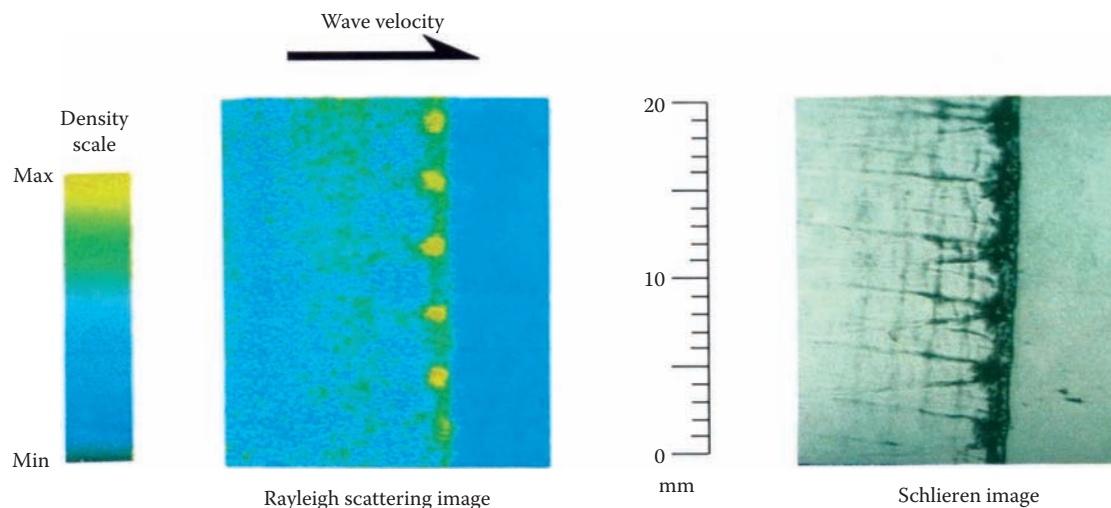 Wave velocity
Density
scale
Max
Min
20
10
0
mm
Rayleigh scattering image
Schlieren image